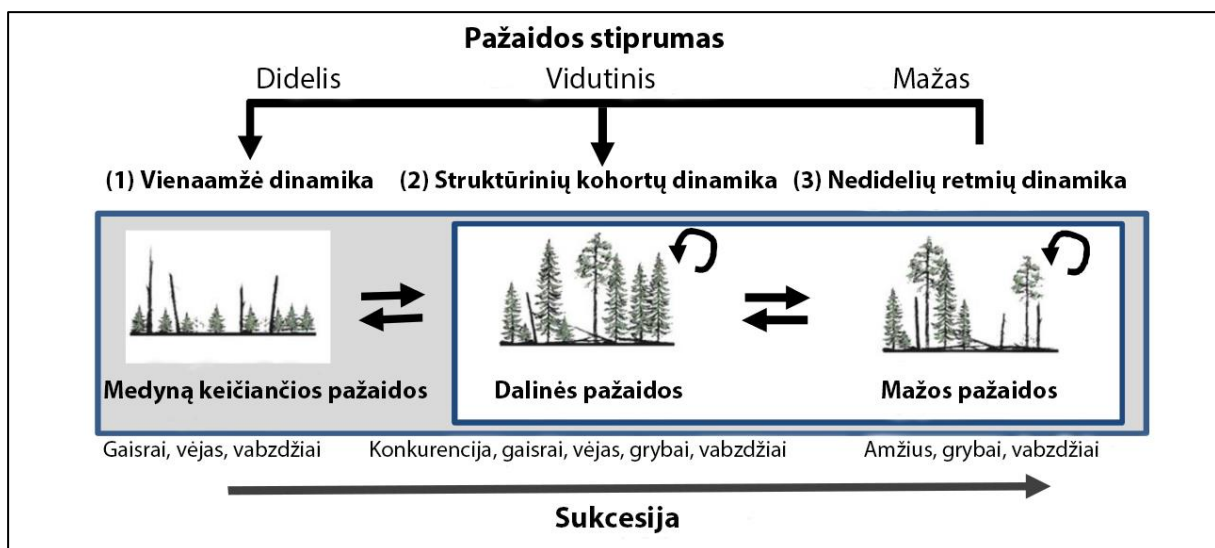 Pažaidos stiprumas
Didelis Vidutinis Mažas
(1) Vienaamžė dinamika (2) Struktūrinių kohortų dinamika (3) Nedidelių retmių dinamika
Medyną keičiančios pažaidos Dalinės pažaidos Mažos pažaidos
Gaisrai, vėjas, vabzdžiai Konkurencija, gaisrai, vėjas, grybai, vabzdžiai Amžius, grybai, vabzdžiai
Sukcesija